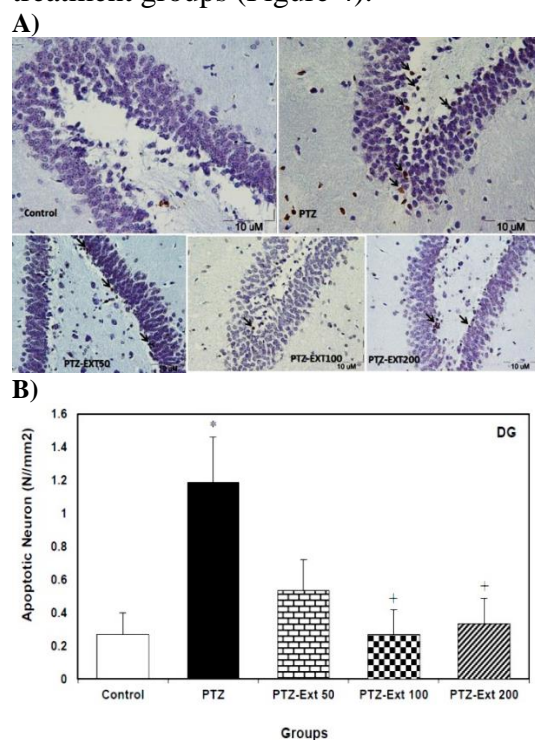 treatment groups (Figure 4).
A)
Control
10 uM
PTZ
10 uM
PTZ-EXT50
10 uM
PTZ-EXT100
10 uM
PTZ-EXT200
10 uM
B)
1.6
DG
1.4
*
1.2
1
0.8
0.6
+
+
0.4
0.2
0
Apoptotic Neuron (N//mm2)
Control PTZ PTZ-Ext 50 PTZ-Ext 100 PTZ-Ext 200
Groups